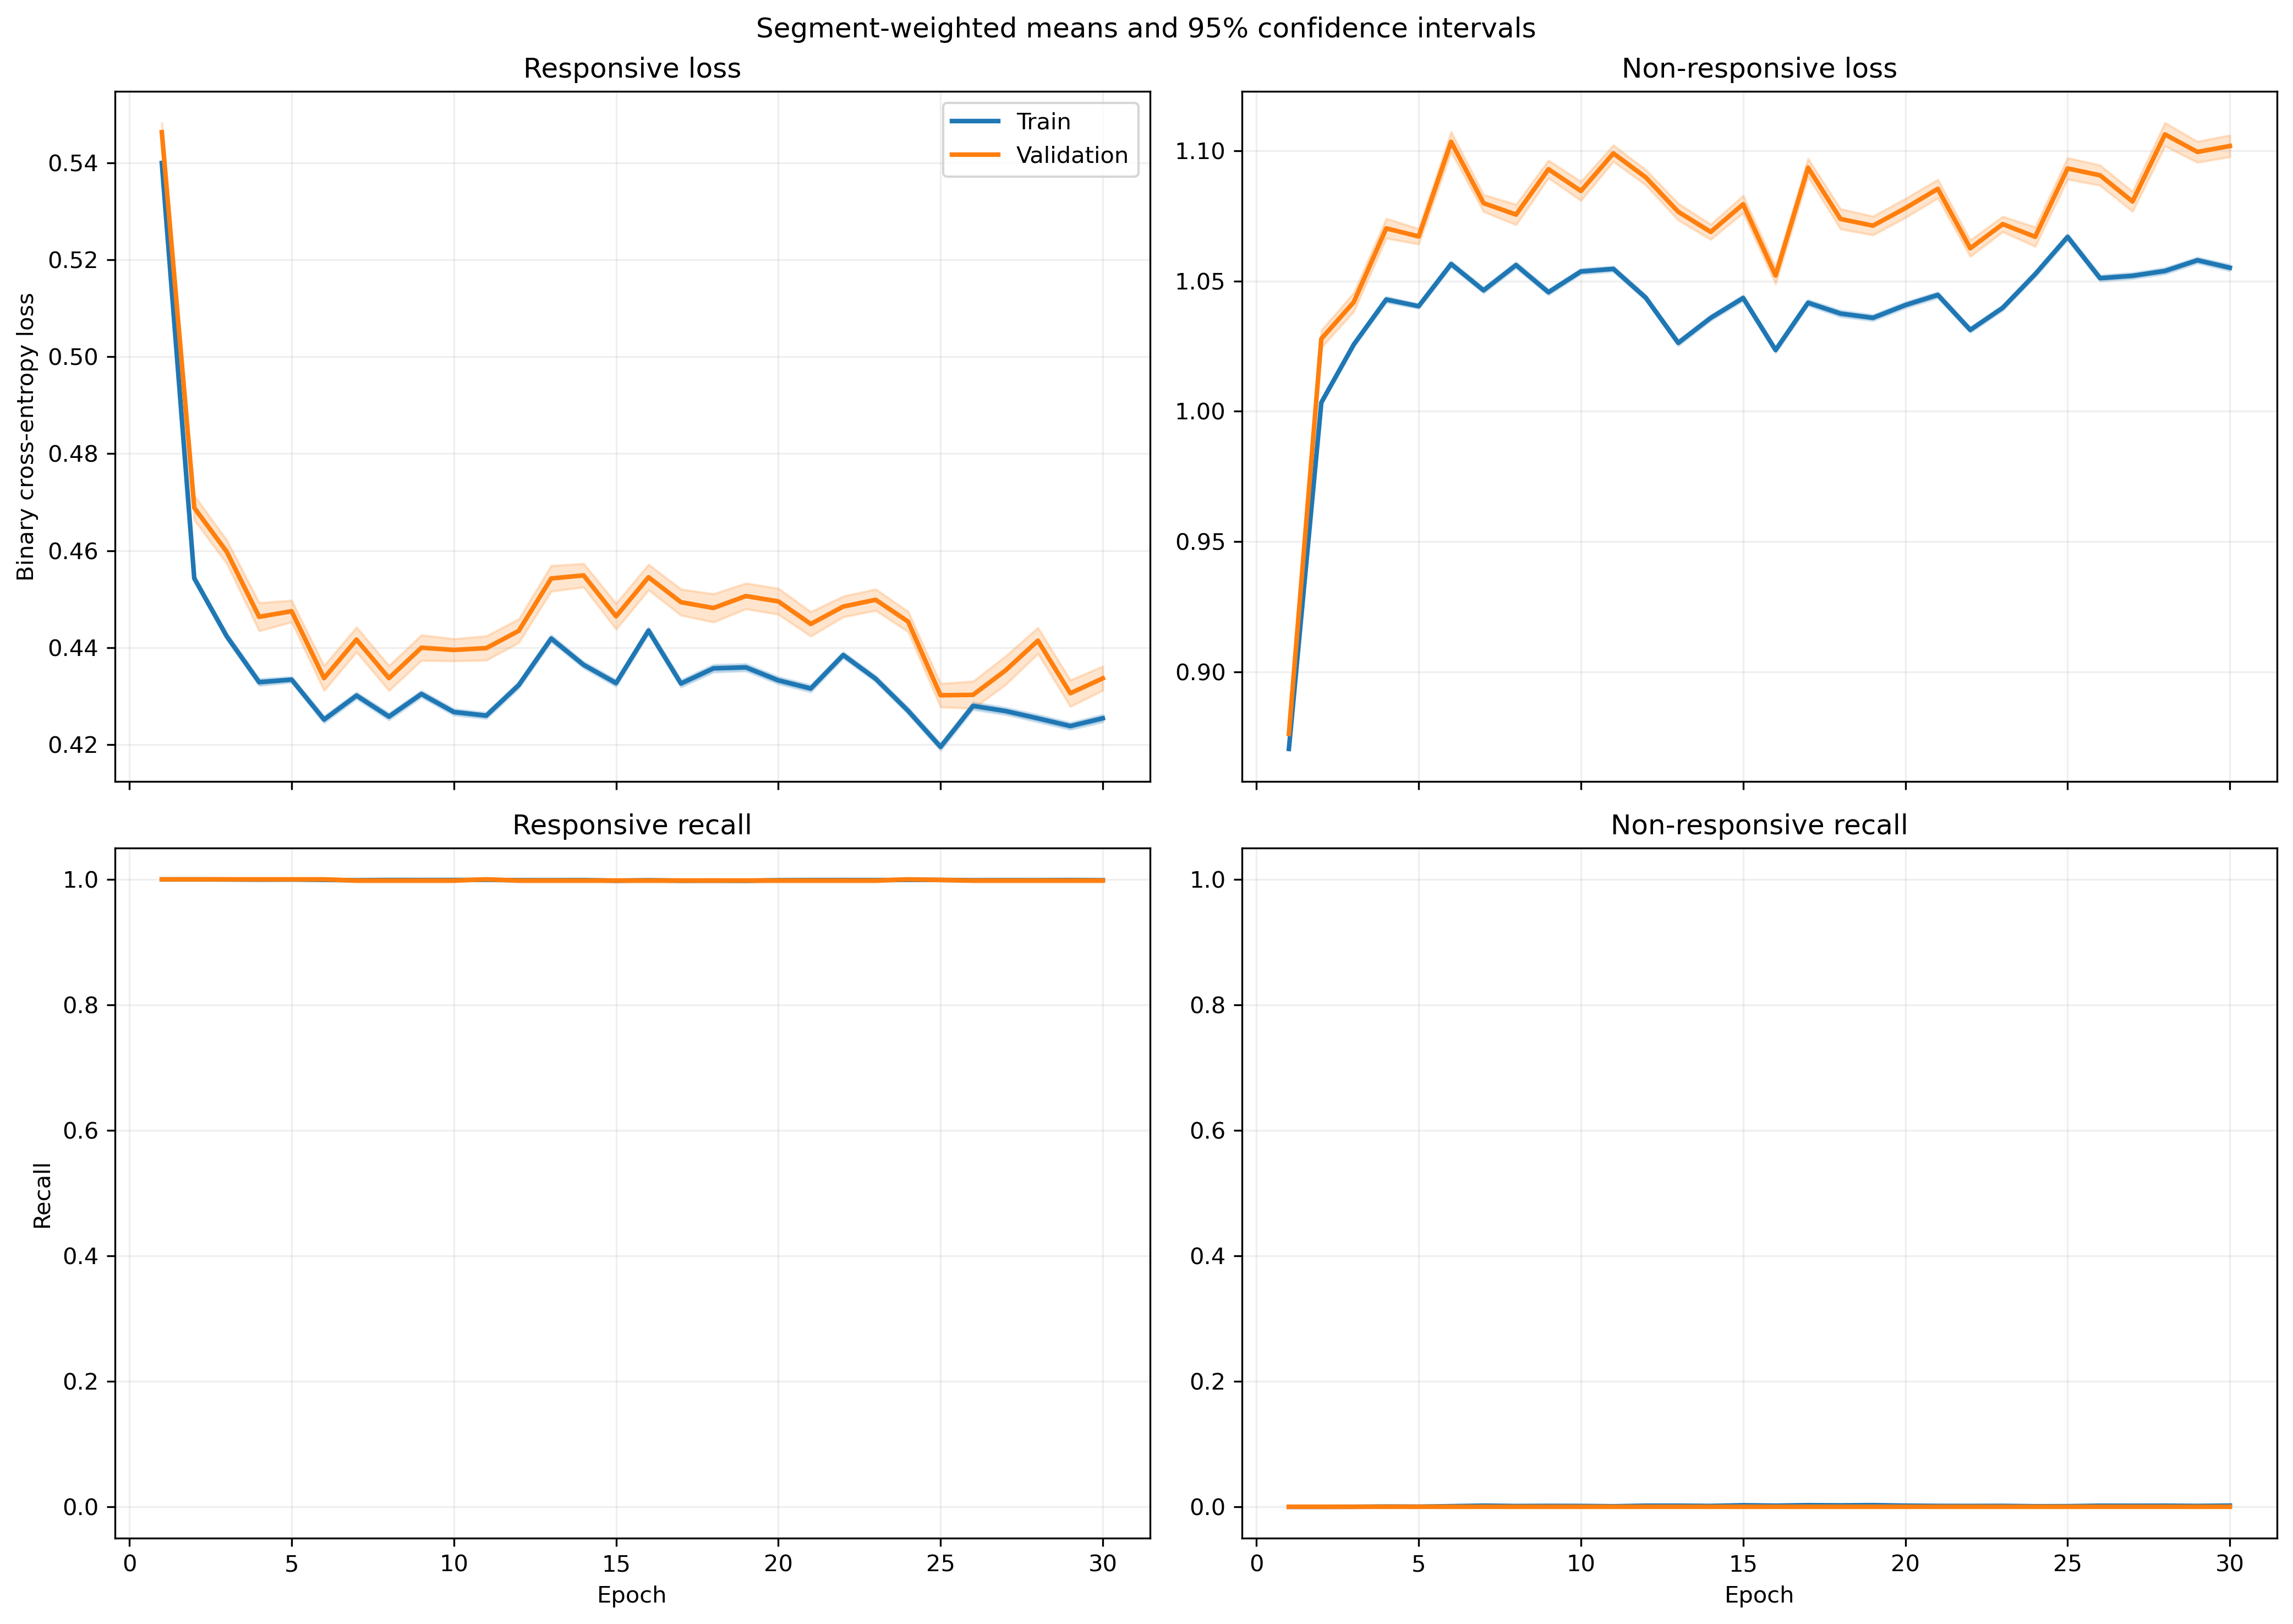 Segment-weighted means and 95% confidence intervals
Responsive loss
Non-responsive loss
Train
Validation
Binary cross-entropy loss
0.54
0.52
0.50
0.48
0.46
0.44
0.42
1.10
1.05
1.00
0.95
0.90
Responsive recall
Non-responsive recall
Recall
1.0
0.8
0.6
0.4
0.2
0.0
1.0
0.8
0.6
0.4
0.2
0.0
0 5 10 15 20 25 30
0 5 10 15 20 25 30
Epoch
Epoch